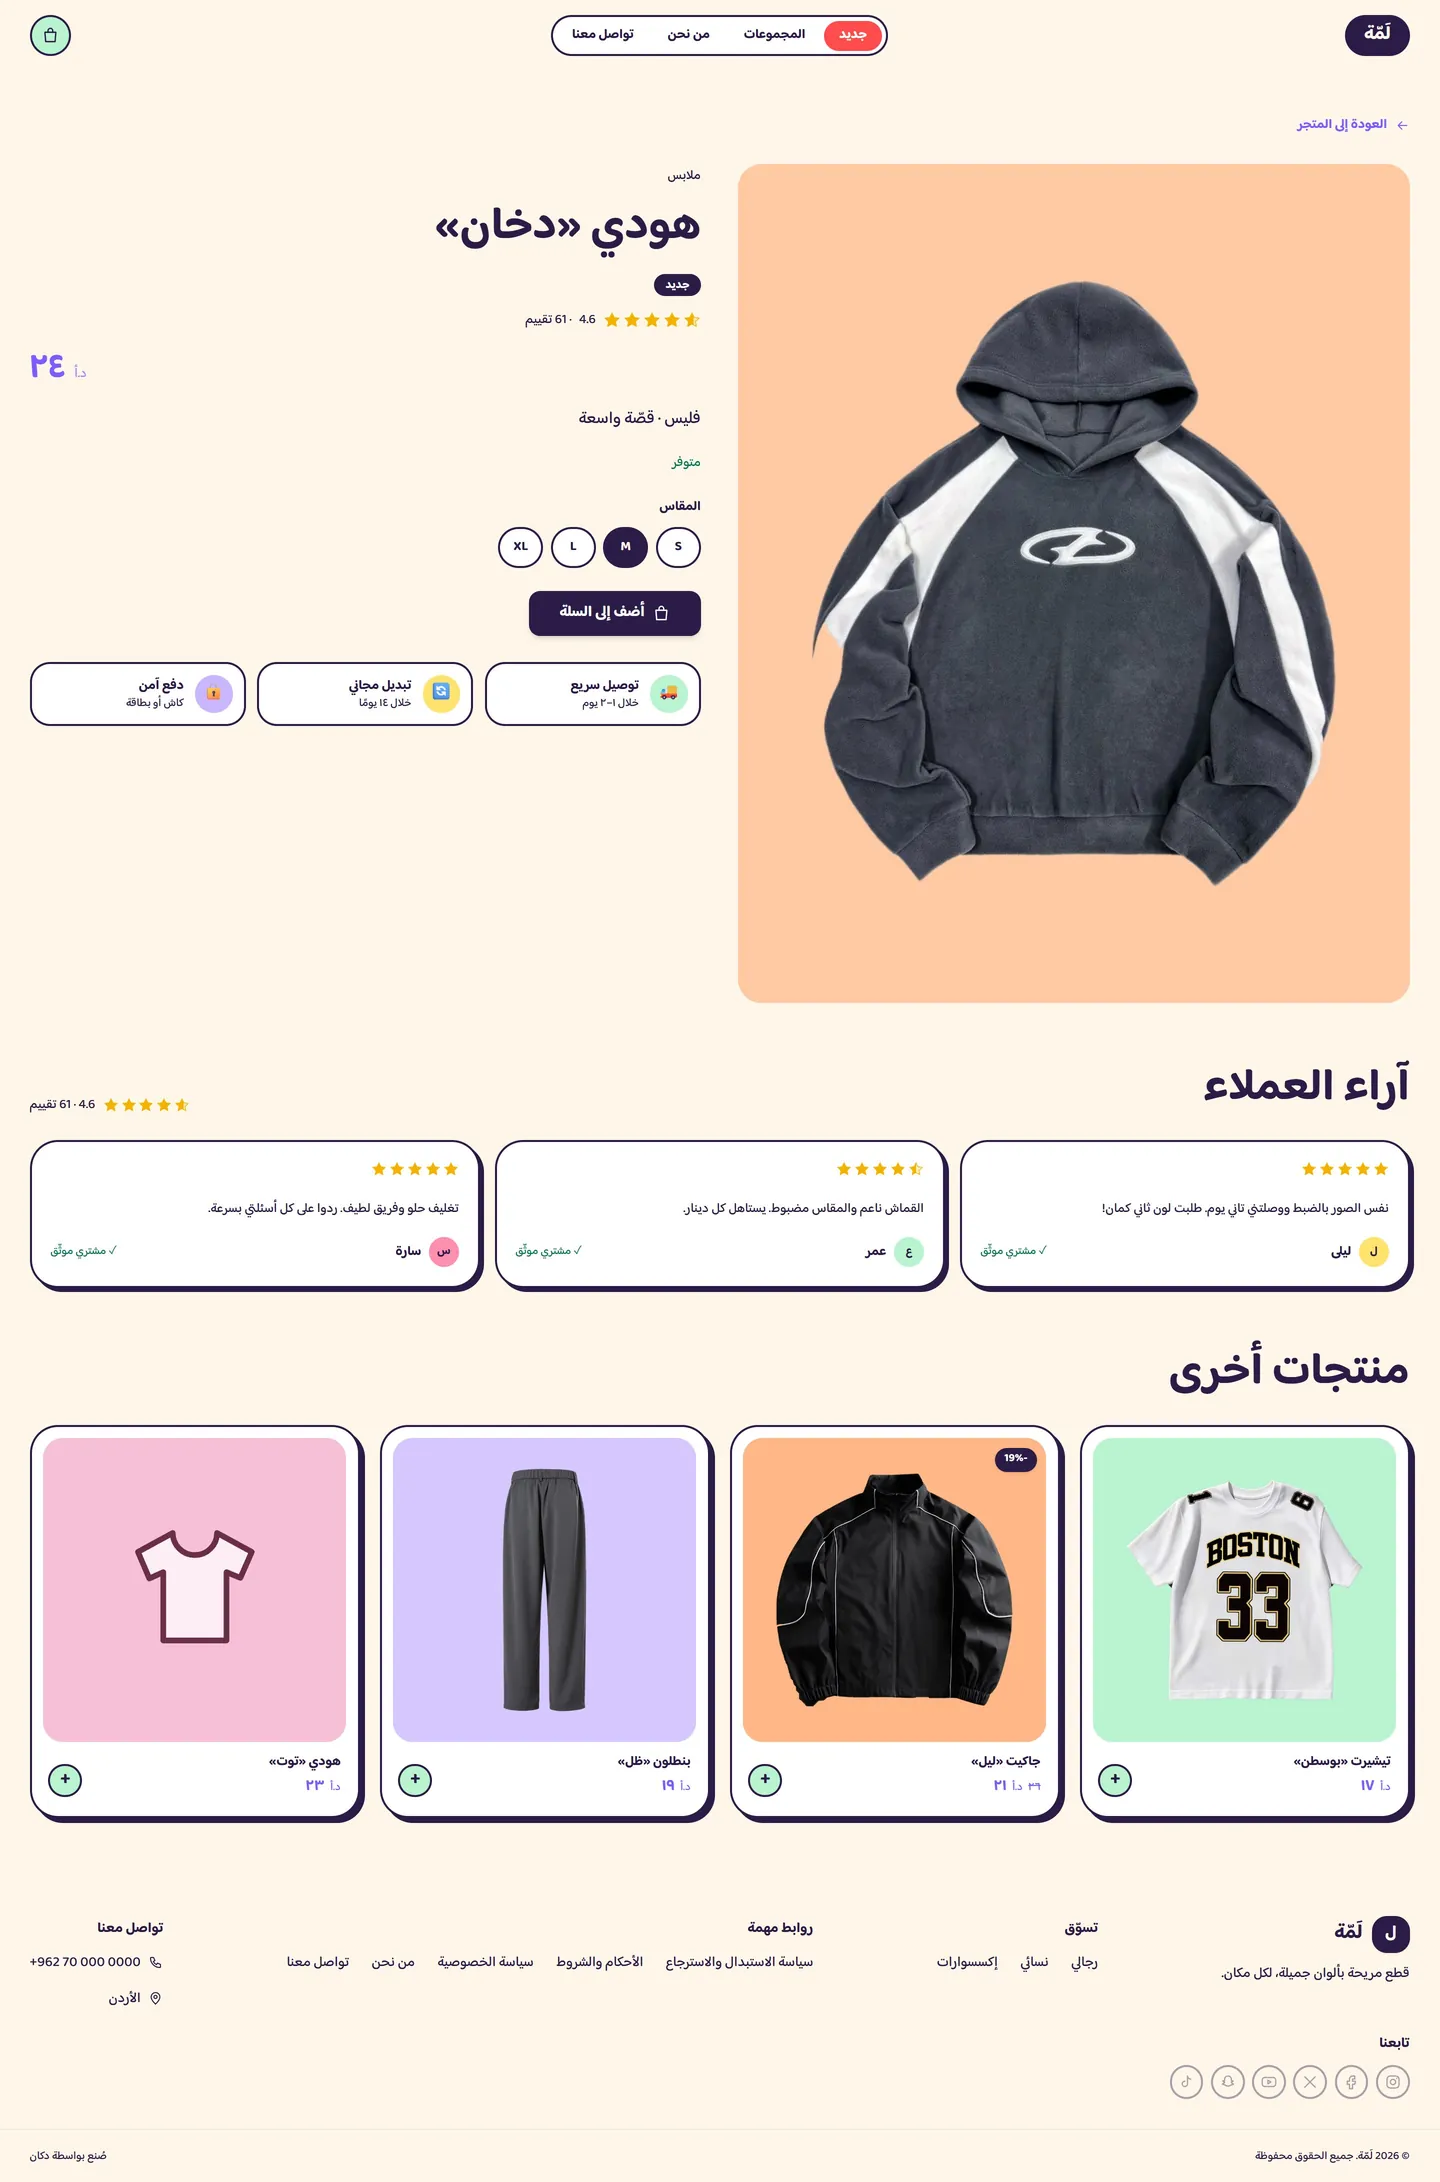 لَمّة
جديد
المجموعات
من نحن
تواصل معنا
العودة إلى المتجر
ملابس
هودي «دخان»
جديد
4.6 · 61 تقييم
د.أ ٢٤
فليس · قصّة واسعة
متوفر
المقاس
S
M
L
XL
أضف إلى السلة
توصيل سريع
خلال ١–٢ يوم
تبديل مجاني
خلال ١٤ يومًا
دفع آمن
كاش أو بطاقة
آراء العملاء
4.6 · 61 تقييم
نفس الصور بالضبط ووصلتني تاني يوم. طلبت لون ثاني كمان!
ل
ليلى
✓ مشتري موثّق
القماش ناعم والمقاس مضبوط. يستاهل كل دينار.
ع
عمر
✓ مشتري موثّق
تغليف حلو وفريق لطيف. ردوا على كل أسئلتي بسرعة.
س
سارة
✓ مشتري موثّق
منتجات أخرى
1
6
BOSTON
33
تيشيرت «بوسطن»
د.أ ١٧
+
-19%
جاكيت «ليل»
٢٦ د.أ ٢١
+
بنطلون «ظل»
د.أ ١٩
+
هودي «توت»
د.أ ٢٣
+
ل
لَمّة
قطع مريحة بألوان جميلة، لكل مكان.
تسوّق
رجالي
نسائي
إكسسوارات
روابط مهمة
سياسة الاستبدال والاسترجاع
الأحكام والشروط
سياسة الخصوصية
من نحن
تواصل معنا
تواصل معنا
+962 70 000 0000
الأردن
تابعنا
© 2026 لَمّة. جميع الحقوق محفوظة
صُنع بواسطة دكان